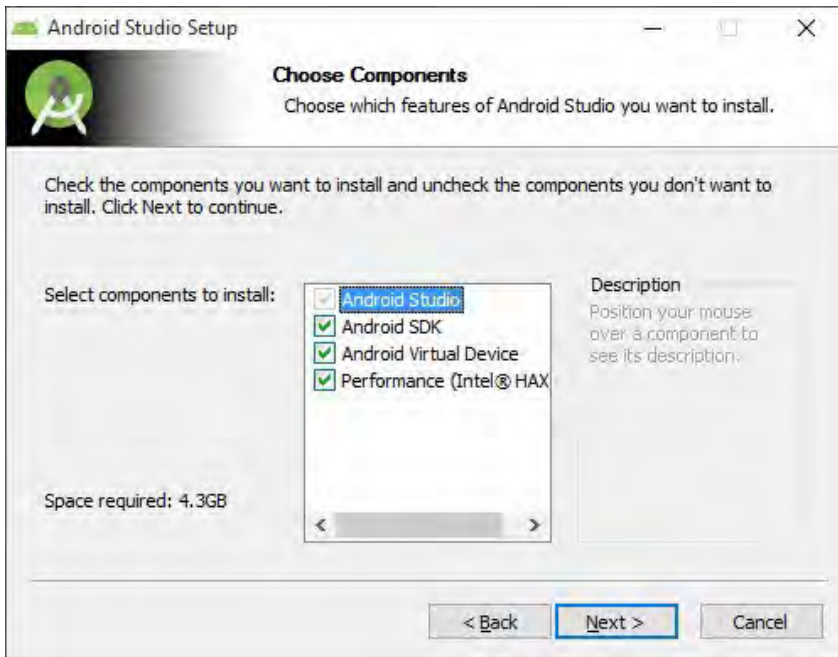 Android Studio Setup
Choose Components
Choose which features of Android Studio you want to install.
Check the components you want to install and uncheck the components you don't want to
install. Click Next to continue.
Select components to install:
Android Studio
Android SDK
Android Virtual Device
Performance (Intel® HAX
Description
Position your mouse
over a component to
see its description.
Space required: 4.3GB
< Back
Next >
Cancel